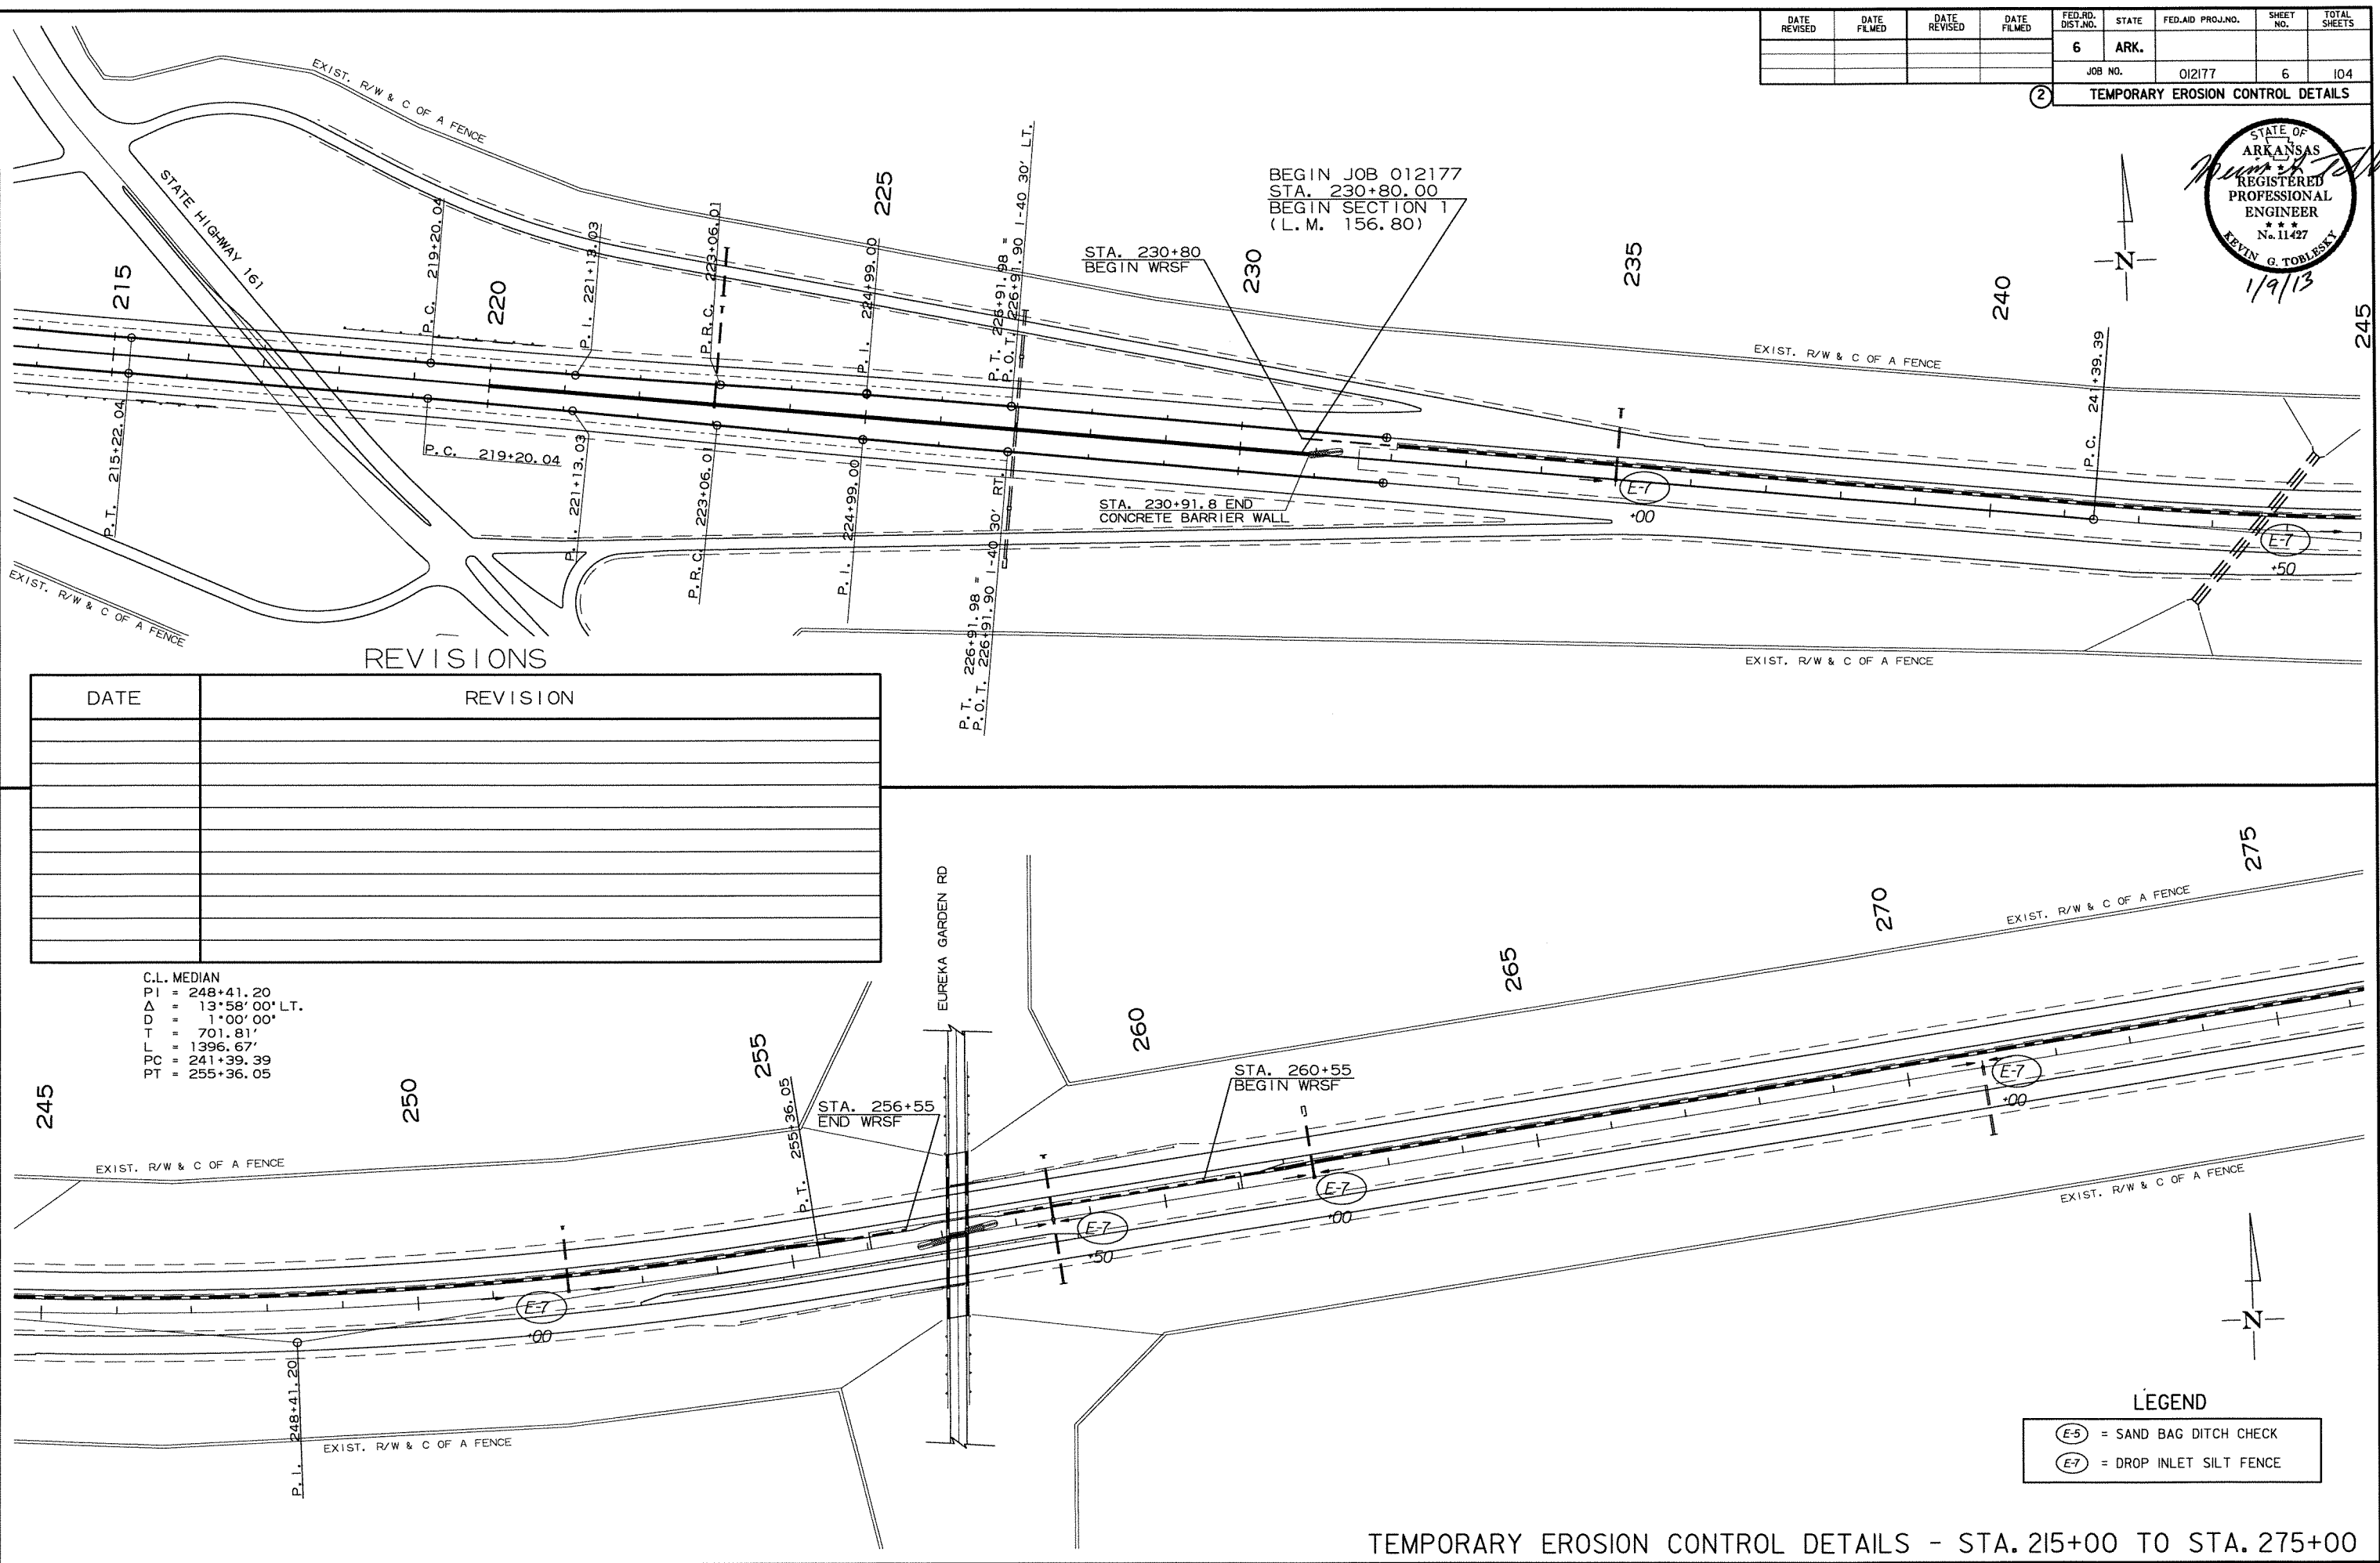 DATE REVISED
DATE FILMED
DATE REVISED
DATE FILMED
FED.RD. DIST.NO.
STATE
FED.AID PROJ.NO.
SHEET NO.
TOTAL SHEETS
6
ARK.
JOB NO.
012177
6
104
2
TEMPORARY EROSION CONTROL DETAILS
STATE OF
ARKANSAS
REGISTERED
PROFESSIONAL
ENGINEER
No. 11427
KEVIN G. TOBLESKY
1/9/13
N
EXIST. R/W & C OF A FENCE
STATE HIGHWAY 161
215
220
225
230
235
240
245
P.C. 219+20.04
P.I. 221+13.03
P.R.C. 223+06.01
P.I. 224+99.00
P.T. 226+91.98 =
P.O.T. 226+91.90 I-40 30' LT.
BEGIN JOB 012177
STA. 230+80.00
BEGIN SECTION 1
(L.M. 156.80)
STA. 230+80
BEGIN WRSF
EXIST. R/W & C OF A FENCE
P.C. 241+39.39
P.T. 215+22.04
P.C. 219+20.04
P.I. 221+13.03
P.R.C. 223+06.01
P.I. 224+99.00
P.T. 226+91.98 =
P.O.T. 226+91.90 I-40 30' RT.
STA. 230+91.8 END
CONCRETE BARRIER WALL
E-7
+00
E-7
+50
EXIST. R/W & C OF A FENCE
EXIST. R/W & C OF A FENCE
REVISIONS
DATE
REVISION
C.L. MEDIAN
PI = 248+41.20
Δ = 13°58'00" LT.
D = 1°00'00"
T = 701.81'
L = 1396.67'
PC = 241+39.39
PT = 255+36.05
245
250
255
260
265
270
275
EUREKA GARDEN RD
EXIST. R/W & C OF A FENCE
P.T. 255+36.05
STA. 256+55
END WRSF
STA. 260+55
BEGIN WRSF
EXIST. R/W & C OF A FENCE
E-7
+00
E-7
+50
E-7
+00
E-7
+00
P.I. 248+41.20
EXIST. R/W & C OF A FENCE
EXIST. R/W & C OF A FENCE
N
LEGEND
E-5 = SAND BAG DITCH CHECK
E-7 = DROP INLET SILT FENCE
TEMPORARY EROSION CONTROL DETAILS - STA. 215+00 TO STA. 275+00